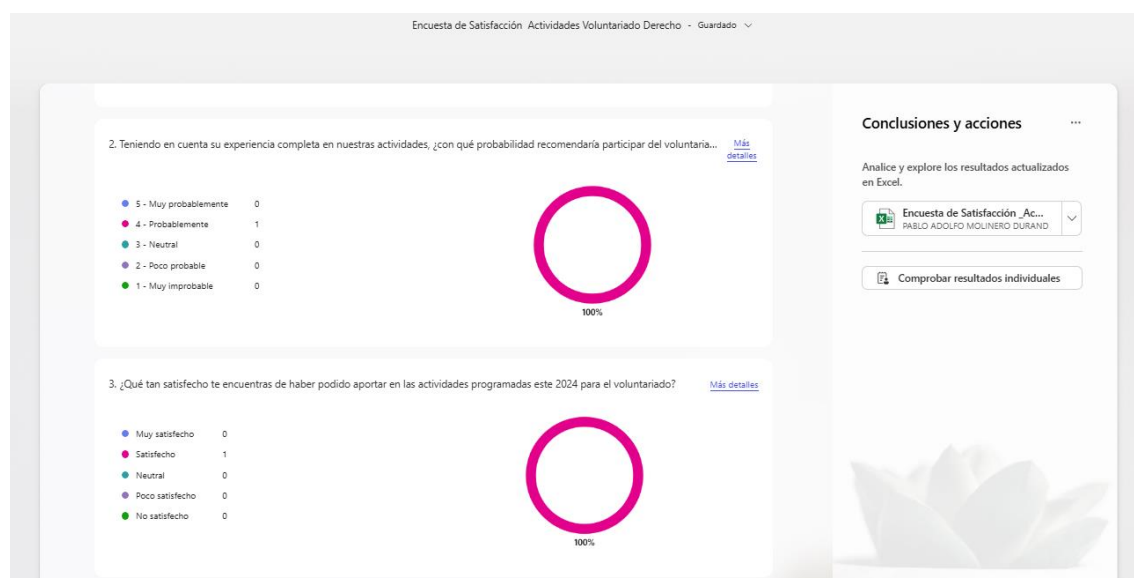 Encuesta de Satisfacción Actividades Voluntariado Derecho - Guardado
2. Teniendo en cuenta su experiencia completa en nuestras actividades, ¿con qué probabilidad recomendaría participar del voluntaria... Más detalles
5 - Muy probablemente 0
4 - Probablemente 1
3 - Neutral 0
2 - Poco probable 0
1 - Muy improbable 0
100%
3. ¿Qué tan satisfecho te encuentras de haber podido aportar en las actividades programadas este 2024 para el voluntariado? Más detalles
Muy satisfecho 0
Satisfecho 1
Neutral 0
Poco satisfecho 0
No satisfecho 0
100%
Conclusiones y acciones ...
Analice y explore los resultados actualizados
en Excel.
Encuesta de Satisfacción _Ac...
PABLO ADOLFO MOLINERO DURAND
Comprobar resultados individuales